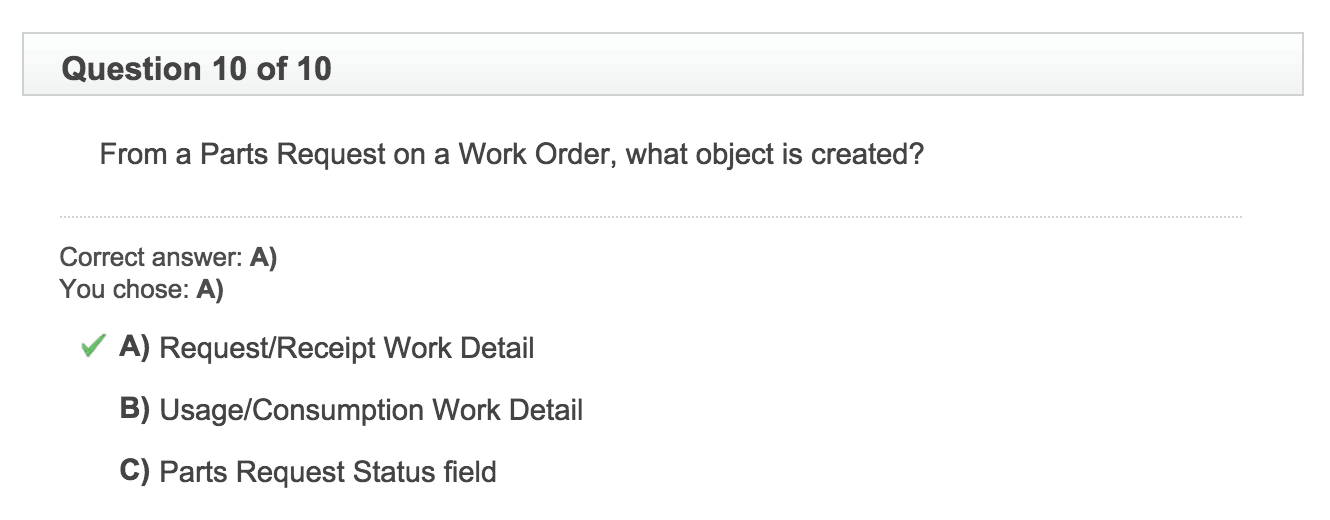 Question 10 of 10
From a Parts Request on a Work Order, what object is created?
Correct answer: A)
You chose: A)
A) Request/Receipt Work Detail
B) Usage/Consumption Work Detail
C) Parts Request Status field